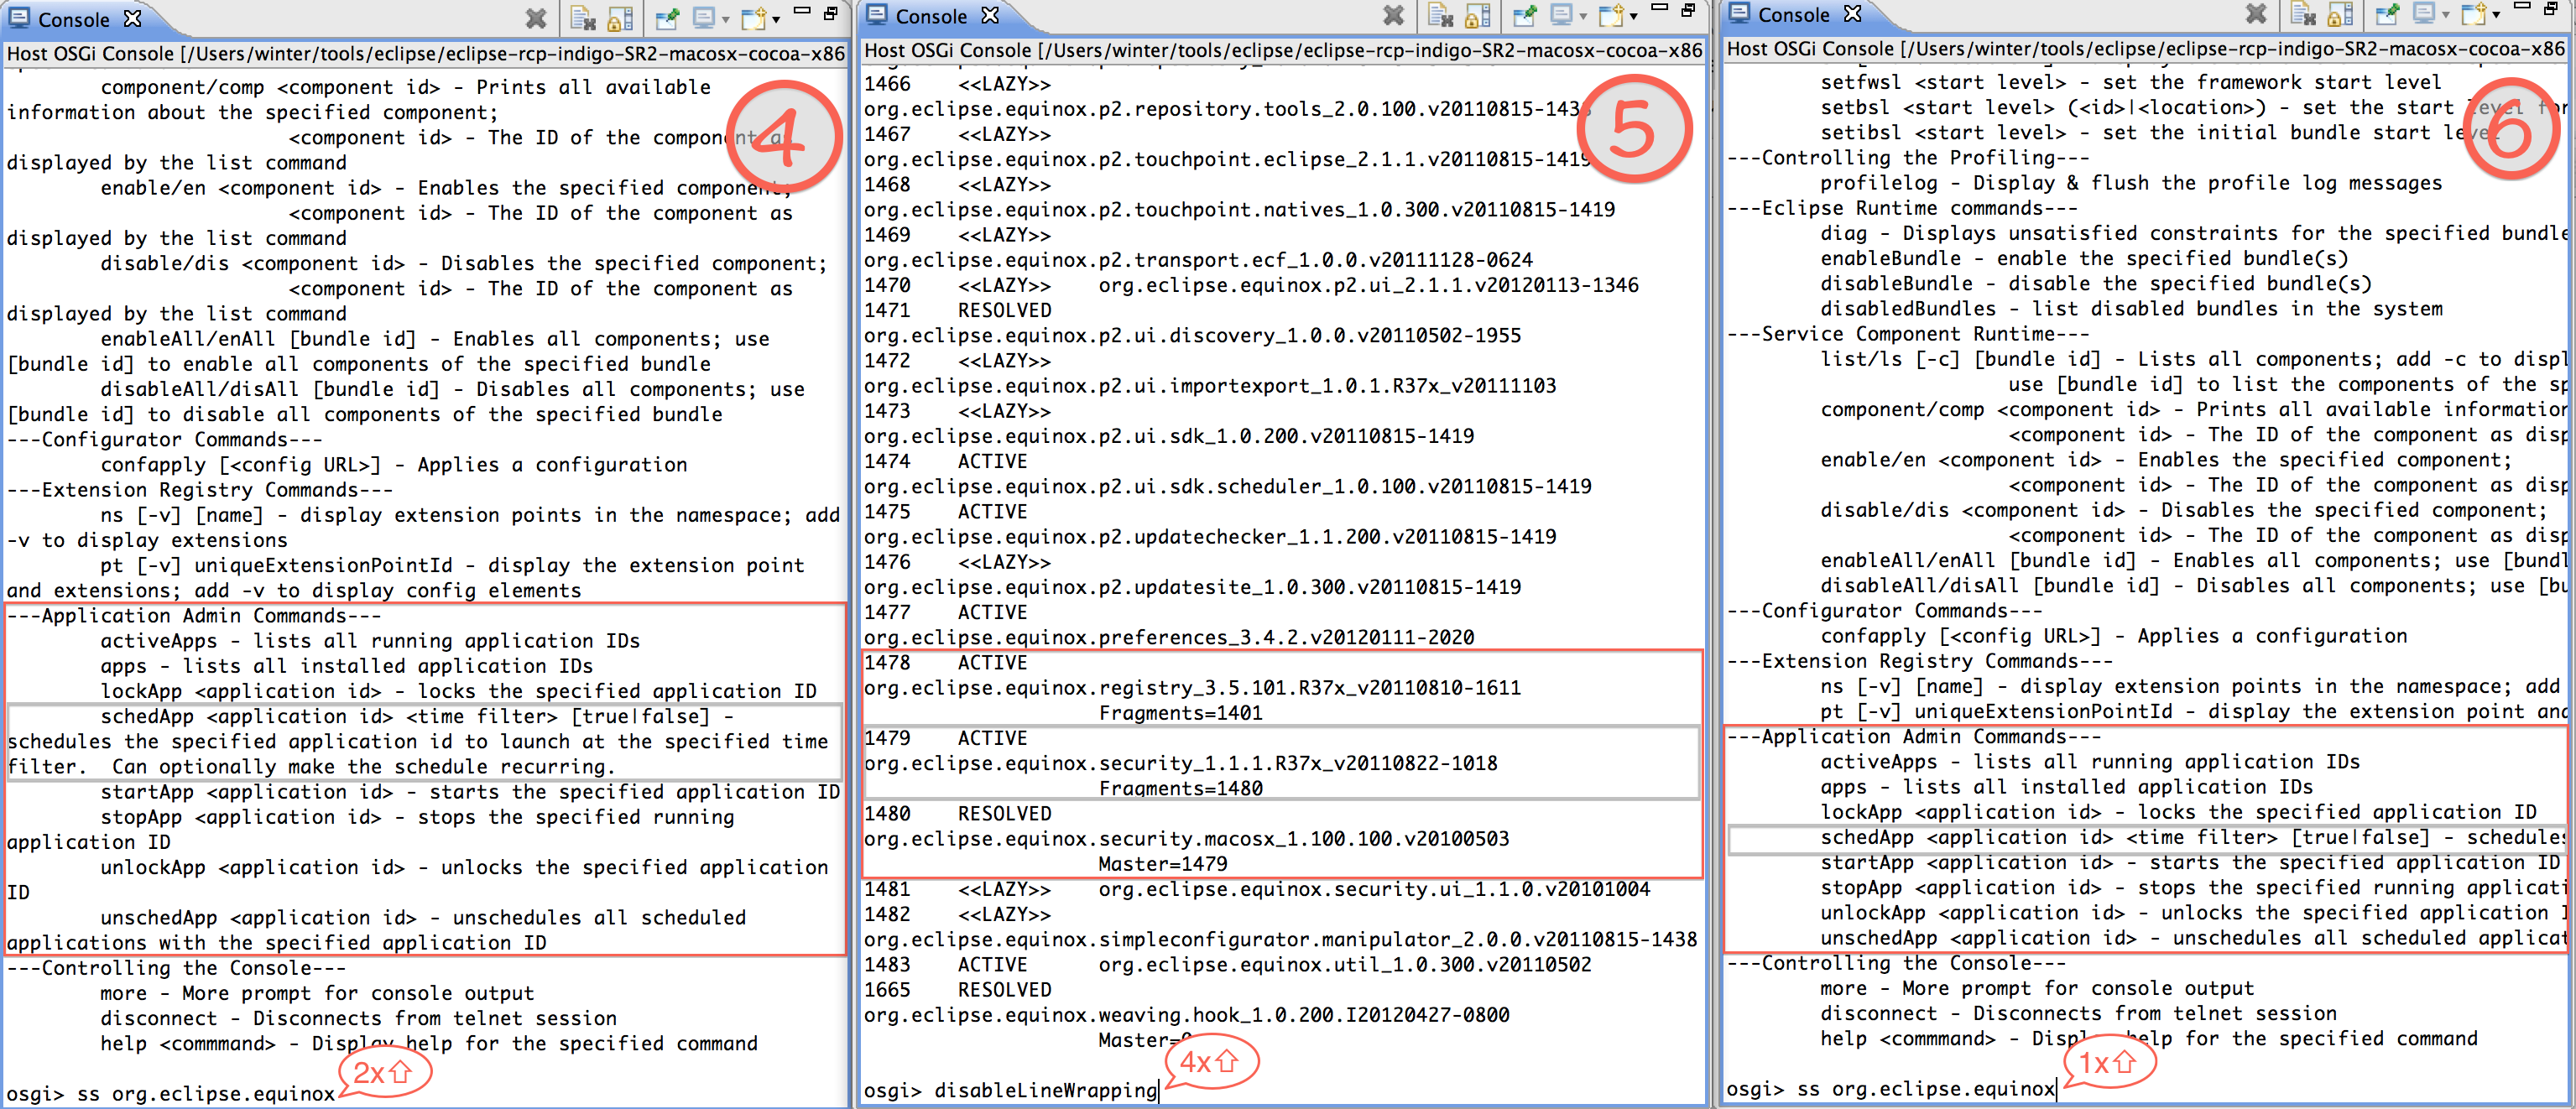 Console
Host OSGi Console [/Users/winter/tools/eclipse/eclipse-rcp-indigo-SR2-macosx-cocoa-x86
component/comp <component id> - Prints all available
information about the specified component;
<component id> - The ID of the component as
displayed by the list command
enable/en <component id> - Enables the specified component;
<component id> - The ID of the component as
displayed by the list command
disable/dis <component id> - Disables the specified component;
<component id> - The ID of the component as
displayed by the list command
enableAll/enAll [bundle id] - Enables all components; use
[bundle id] to enable all components of the specified bundle
disableAll/disAll [bundle id] - Disables all components; use
[bundle id] to disable all components of the specified bundle
---Configurator Commands---
confapply [<config URL>] - Applies a configuration
---Extension Registry Commands---
ns [-v] [name] - display extension points in the namespace; add
-v to display extensions
pt [-v] uniqueExtensionPointId - display the extension point
and extensions; add -v to display config elements
---Application Admin Commands---
activeApps - lists all running application IDs
apps - lists all installed application IDs
lockApp <application id> - locks the specified application ID
schedApp <application id> <time filter> [true|false] -
schedules the specified application id to launch at the specified time
filter.  Can optionally make the schedule recurring.
startApp <application id> - starts the specified application ID
stopApp <application id> - stops the specified running
application ID
unlockApp <application id> - unlocks the specified application
ID
unschedApp <application id> - unschedules all scheduled
applications with the specified application ID
---Controlling the Console---
more - More prompt for console output
disconnect - Disconnects from telnet session
help <commmand> - Display help for the specified command
osgi> ss org.eclipse.equinox
2x⇧
4
Console
Host OSGi Console [/Users/winter/tools/eclipse/eclipse-rcp-indigo-SR2-macosx-cocoa-x86
1466 <<LAZY>>
org.eclipse.equinox.p2.repository.tools_2.0.100.v20110815-143
1467 <<LAZY>>
org.eclipse.equinox.p2.touchpoint.eclipse_2.1.1.v20110815-1419
1468 <<LAZY>>
org.eclipse.equinox.p2.touchpoint.natives_1.0.300.v20110815-1419
1469 <<LAZY>>
org.eclipse.equinox.p2.transport.ecf_1.0.0.v20111128-0624
1470 <<LAZY>> org.eclipse.equinox.p2.ui_2.1.1.v20120113-1346
1471 RESOLVED
org.eclipse.equinox.p2.ui.discovery_1.0.0.v20110502-1955
1472 <<LAZY>>
org.eclipse.equinox.p2.ui.importexport_1.0.1.R37x_v20111103
1473 <<LAZY>>
org.eclipse.equinox.p2.ui.sdk_1.0.200.v20110815-1419
1474 ACTIVE
org.eclipse.equinox.p2.ui.sdk.scheduler_1.0.100.v20110815-1419
1475 ACTIVE
org.eclipse.equinox.p2.updatechecker_1.1.200.v20110815-1419
1476 <<LAZY>>
org.eclipse.equinox.p2.updatesite_1.0.300.v20110815-1419
1477 ACTIVE
org.eclipse.equinox.preferences_3.4.2.v20120111-2020
1478 ACTIVE
org.eclipse.equinox.registry_3.5.101.R37x_v20110810-1611
Fragments=1401
1479 ACTIVE
org.eclipse.equinox.security_1.1.1.R37x_v20110822-1018
Fragments=1480
1480 RESOLVED
org.eclipse.equinox.security.macosx_1.100.100.v20100503
Master=1479
1481 <<LAZY>> org.eclipse.equinox.security.ui_1.1.0.v20101004
1482 <<LAZY>>
org.eclipse.equinox.simpleconfigurator.manipulator_2.0.0.v20110815-1438
1483 ACTIVE org.eclipse.equinox.util_1.0.300.v20110502
1665 RESOLVED
org.eclipse.equinox.weaving.hook_1.0.200.I20120427-0800
Master=
osgi> disableLineWrapping
4x⇧
5
Console
Host OSGi Console [/Users/winter/tools/eclipse/eclipse-rcp-indigo-SR2-macosx-cocoa-x86
setfwsl <start level> - set the framework start level
setbsl <start level> (<id>|<location>) - set the start level for
setibsl <start level> - set the initial bundle start level
---Controlling the Profiling---
profilelog - Display & flush the profile log messages
---Eclipse Runtime commands---
diag - Displays unsatisfied constraints for the specified bundle
enableBundle - enable the specified bundle(s)
disableBundle - disable the specified bundle(s)
disabledBundles - list disabled bundles in the system
---Service Component Runtime---
list/ls [-c] [bundle id] - Lists all components; add -c to displ
use [bundle id] to list the components of the sp
component/comp <component id> - Prints all available information
<component id> - The ID of the component as disp
enable/en <component id> - Enables the specified component;
<component id> - The ID of the component as disp
disable/dis <component id> - Disables the specified component;
<component id> - The ID of the component as disp
enableAll/enAll [bundle id] - Enables all components; use [bundl
disableAll/disAll [bundle id] - Disables all components; use [bu
---Configurator Commands---
confapply [<config URL>] - Applies a configuration
---Extension Registry Commands---
ns [-v] [name] - display extension points in the namespace; add
pt [-v] uniqueExtensionPointId - display the extension point and
---Application Admin Commands---
activeApps - lists all running application IDs
apps - lists all installed application IDs
lockApp <application id> - locks the specified application ID
schedApp <application id> <time filter> [true|false] - schedules
startApp <application id> - starts the specified application ID
stopApp <application id> - stops the specified running applicati
unlockApp <application id> - unlocks the specified application I
unschedApp <application id> - unschedules all scheduled applicat
---Controlling the Console---
more - More prompt for console output
disconnect - Disconnects from telnet session
help <commmand> - Display help for the specified command
osgi> ss org.eclipse.equinox
1x⇧
6